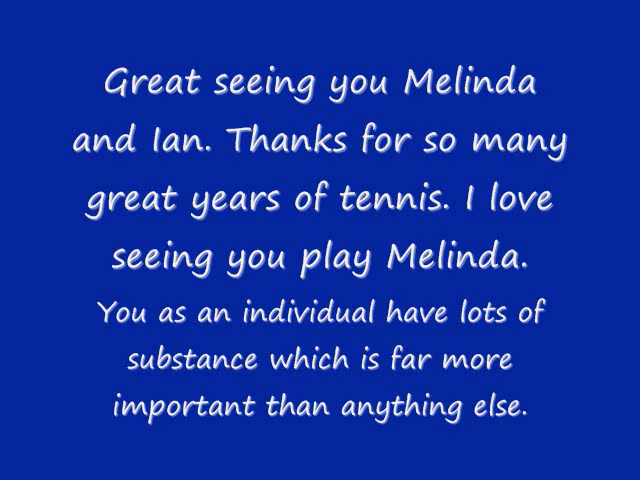 Great seeing you Melinda
and Ian. Thanks for so many
great years of tennis. I love
seeing you play Melinda.
You as an individual have lots of
substance which is far more
important than anything else.